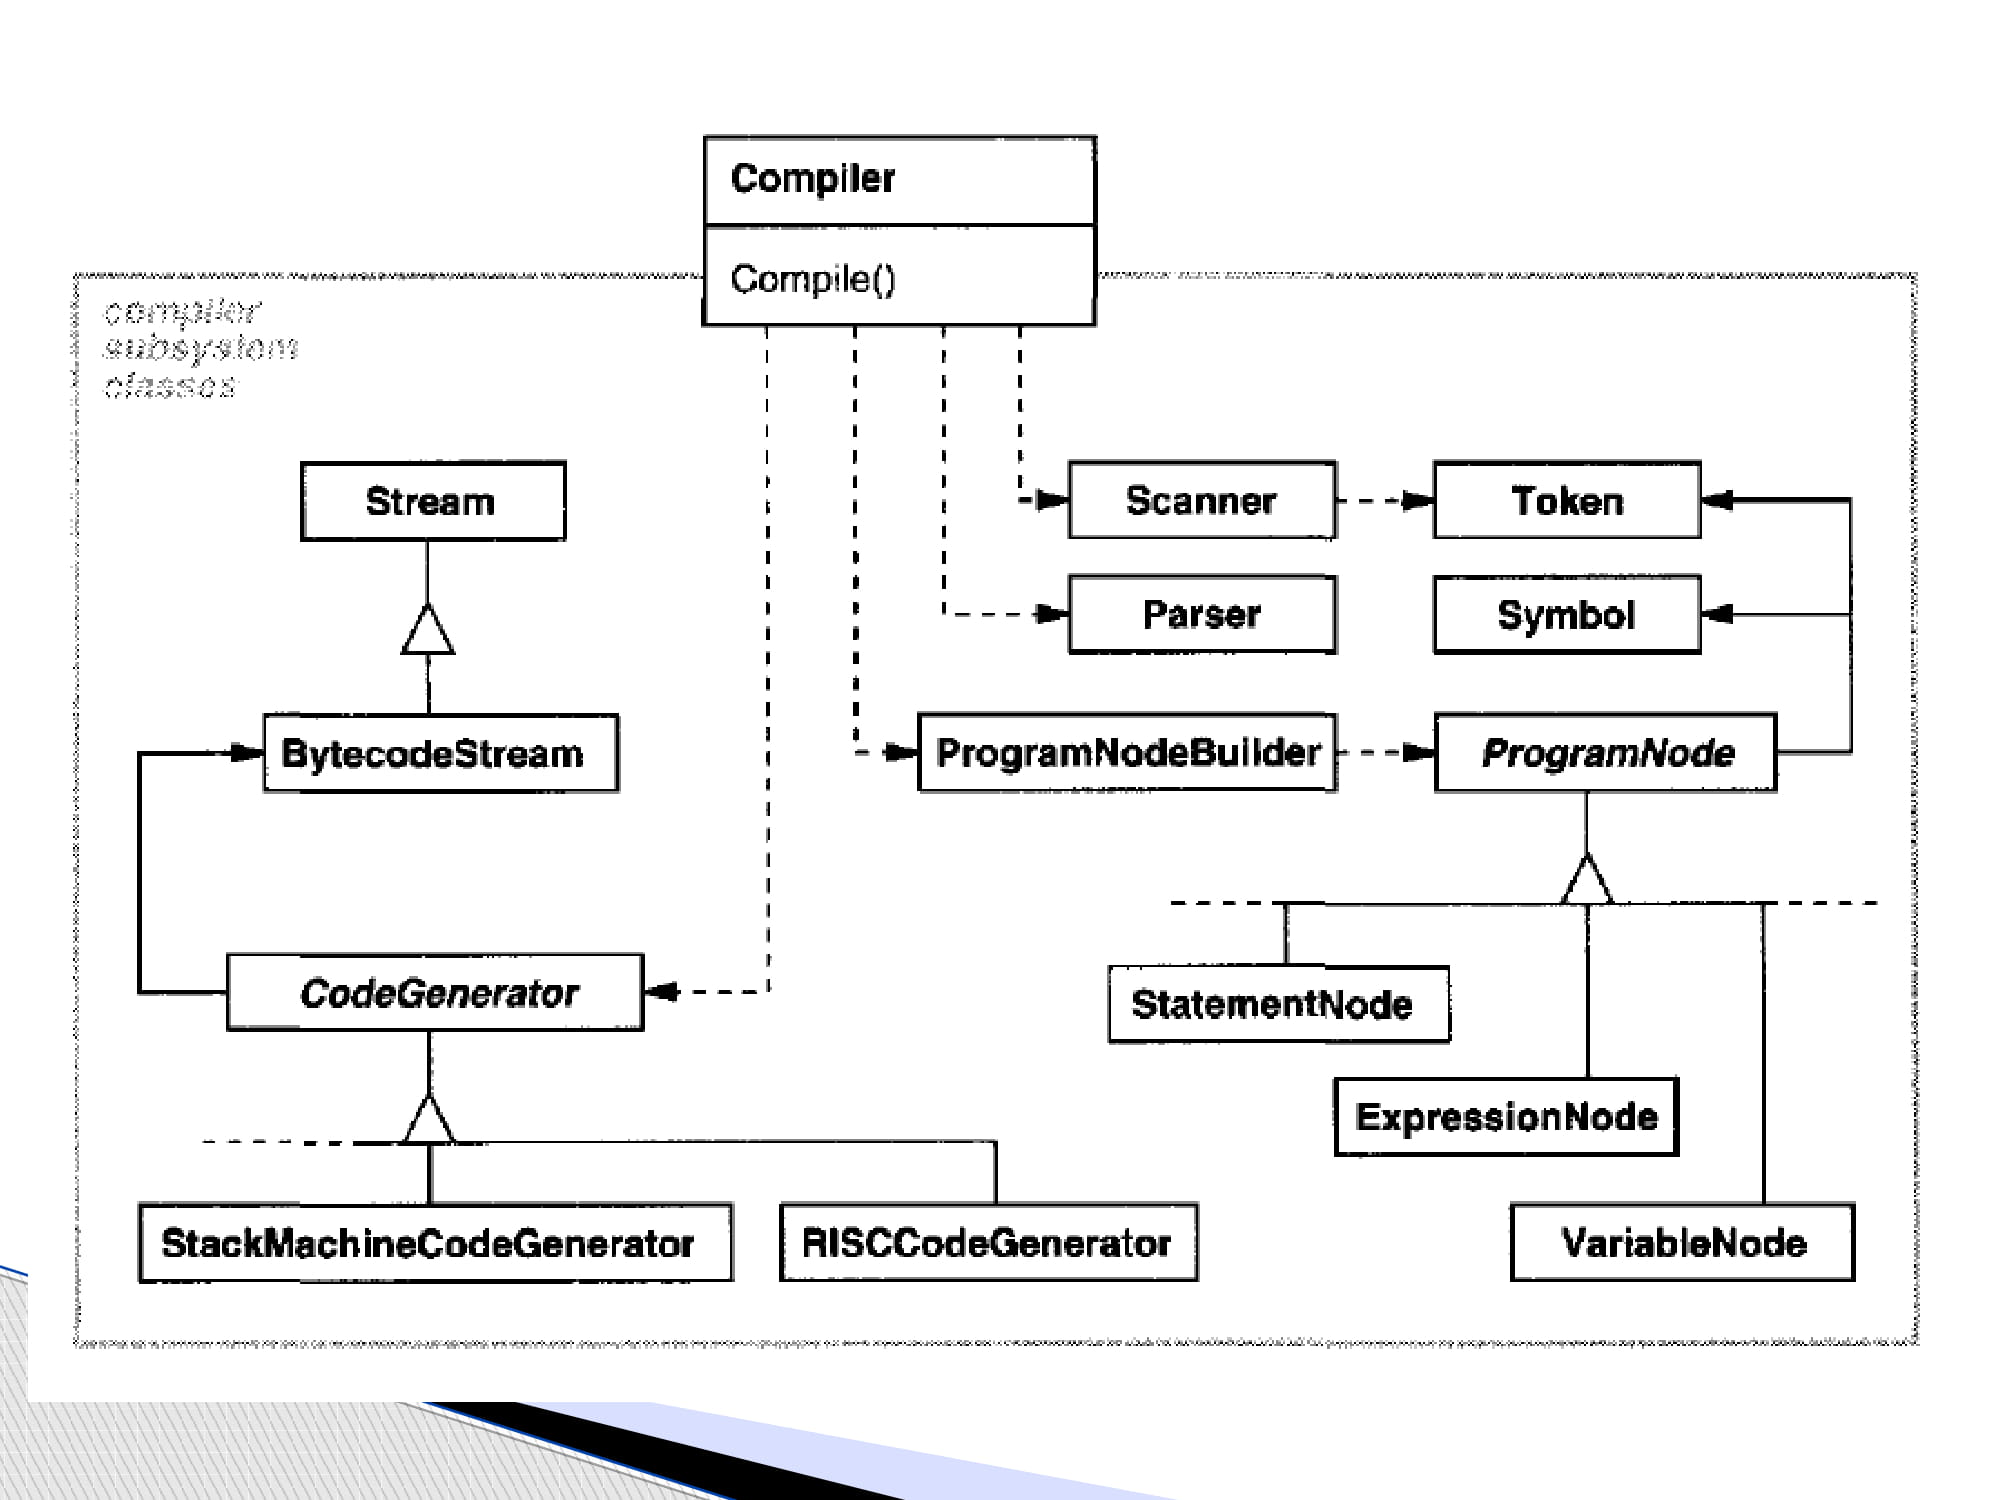 Compiler
Compile()
compiler
subsystem
classes
Stream
Scanner
Token
Parser
Symbol
BytecodeStream
ProgramNodeBuilder
ProgramNode
CodeGenerator
StatementNode
ExpressionNode
StackMachineCodeGenerator
RISCCodeGenerator
VariableNode